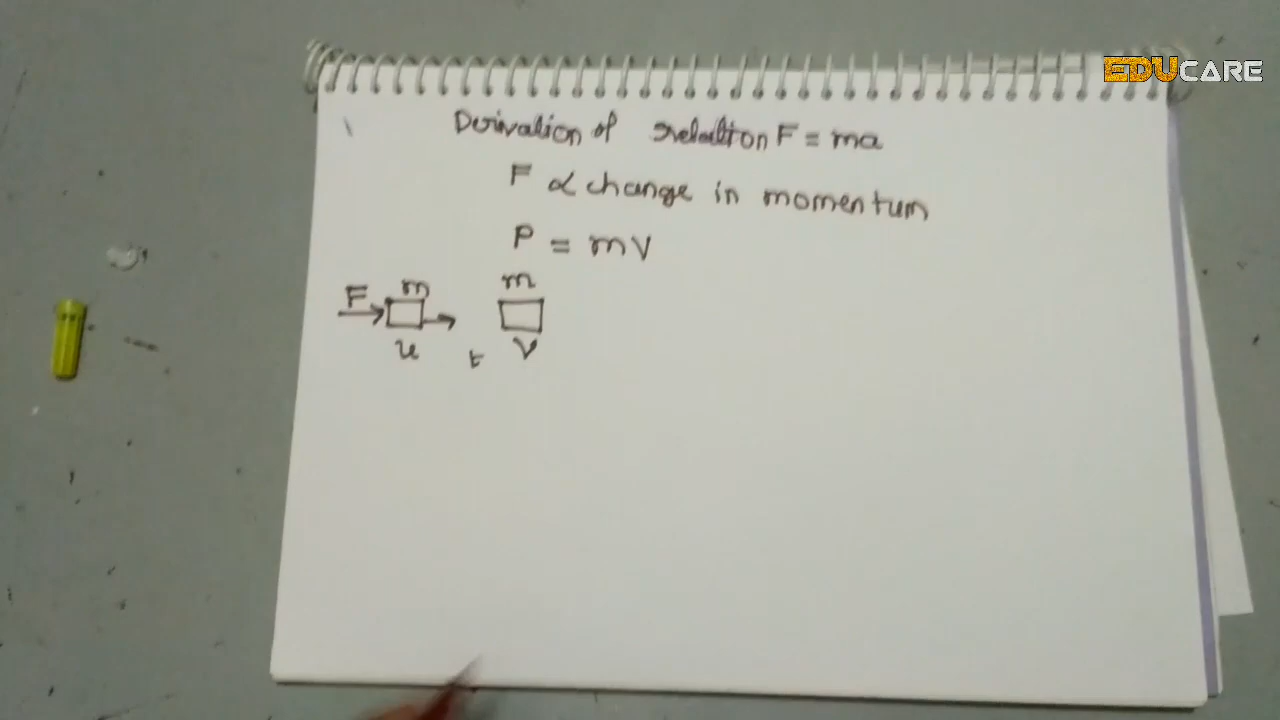 EDUCARE
Derivation of relation F = ma
F ∝ change in momentum
P = mv
F m m
u t v